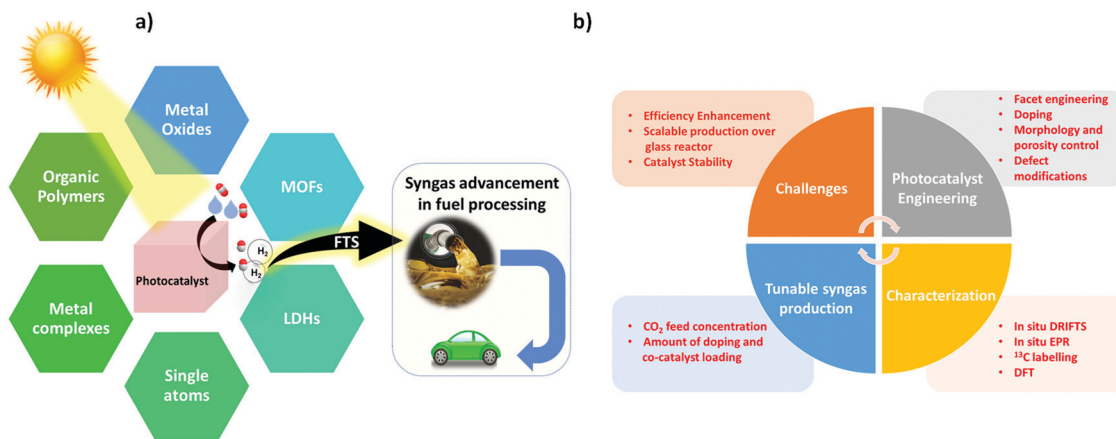 a)
Metal
Oxides
Organic
Polymers
MOFs
Photocatalyst
H2
H2
FTS
Syngas advancement
in fuel processing
Metal
complexes
LDHs
Single
atoms
b)
• Efficiency Enhancement
• Scalable production over
glass reactor
• Catalyst Stability
• Facet engineering
• Doping
• Morphology and
porosity control
• Defect
modifications
Challenges
Photocatalyst
Engineering
Tunable syngas
production
Characterization
• CO₂ feed concentration
• Amount of doping and
co-catalyst loading
• In situ DRIFTS
• In situ EPR
• ¹³C labelling
• DFT